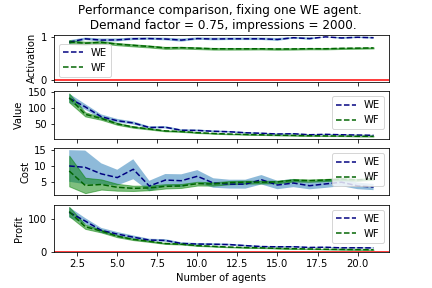 Performance comparison, fixing one WE agent.
Demand factor = 0.75, impressions = 2000.
Activation
1
0
WE
WF
Value
150
100
50
WE
WF
Cost
15
10
5
WE
WF
Profit
100
0
WE
WF
2.5 5.0 7.5 10.0 12.5 15.0 17.5 20.0
Number of agents